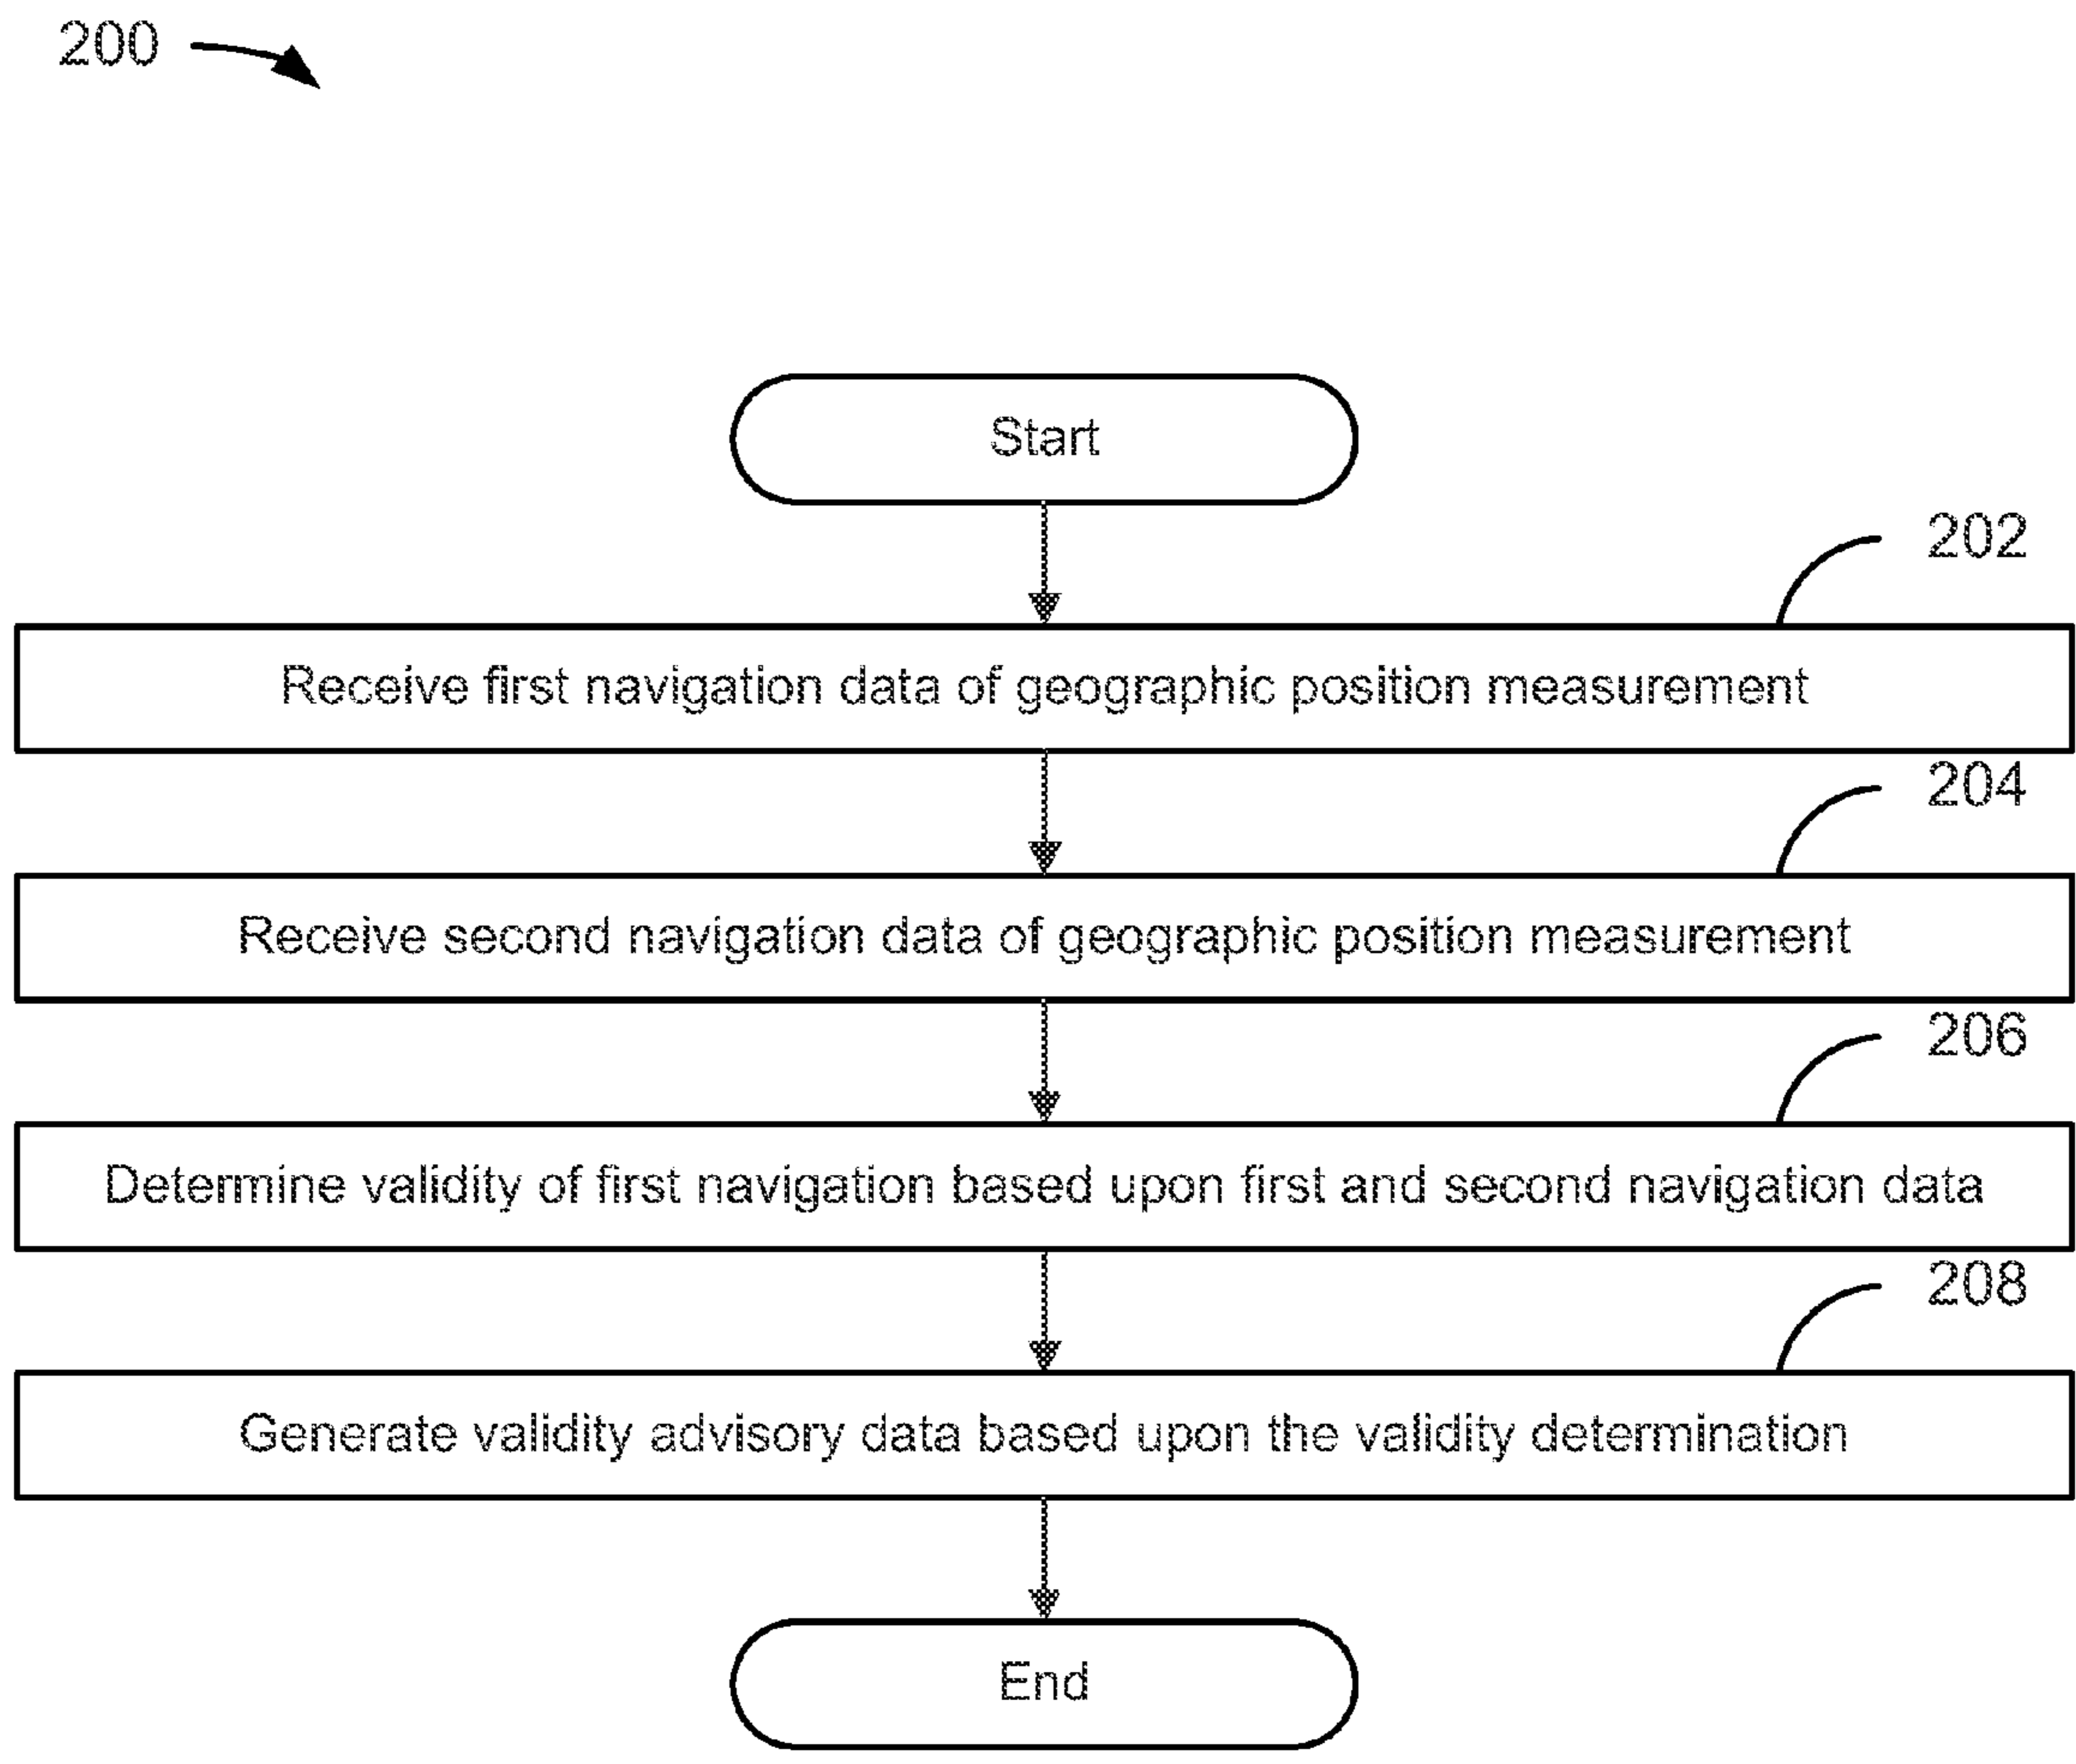 200
Start
202
Receive first navigation data of geographic position measurement
204
Receive second navigation data of geographic position measurement
206
Determine validity of first navigation based upon first and second navigation data
208
Generate validity advisory data based upon the validity determination
End